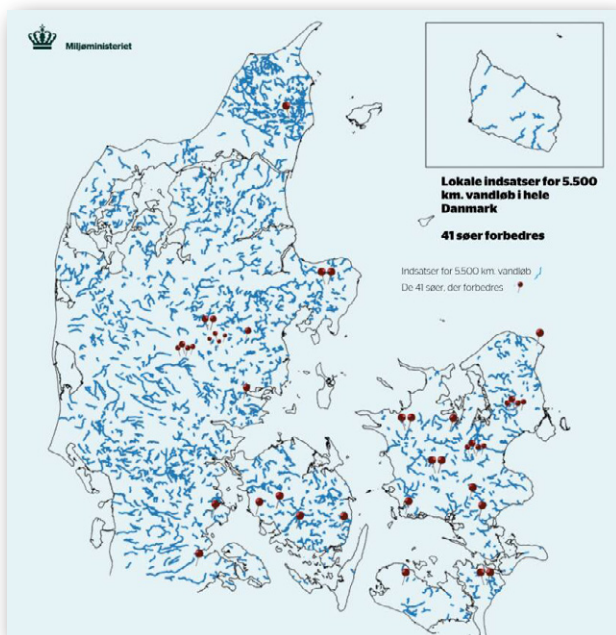 Miljøministeriet
Lokale indsatser for 5.500
km. vandløb i hele
Danmark
41 søer forbedres
Indsatser for 5.500 km. vandløb
De 41 søer, der forbedres